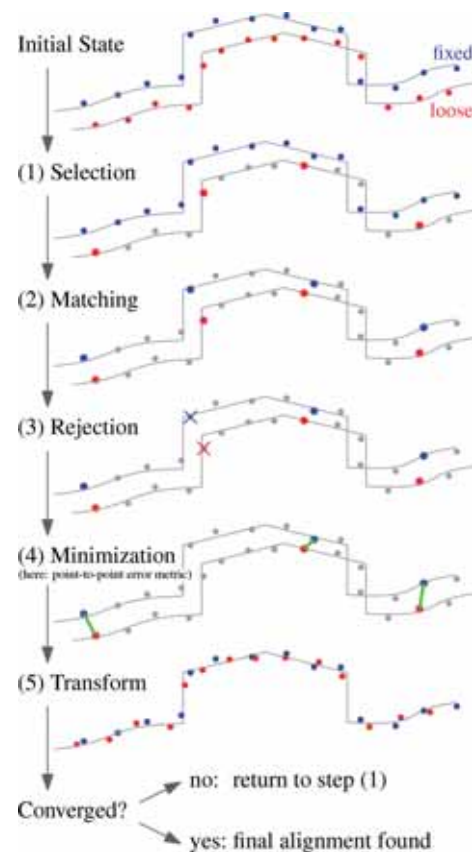 Initial State
fixed
loose
(1) Selection
(2) Matching
(3) Rejection
(4) Minimization
(here: point-to-point error metric)
(5) Transform
no: return to step (1)
Converged?
yes: final alignment found